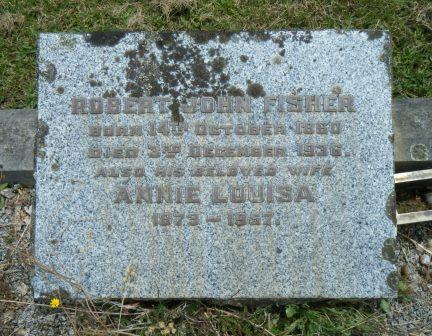 ROBERT JOHN FISHER
BORN 14TH OCTOBER 1860
DIED 3RD DECEMBER 1936.
ALSO HIS BELOVED WIFE
ANNIE LOUISA
1873 – 1957.